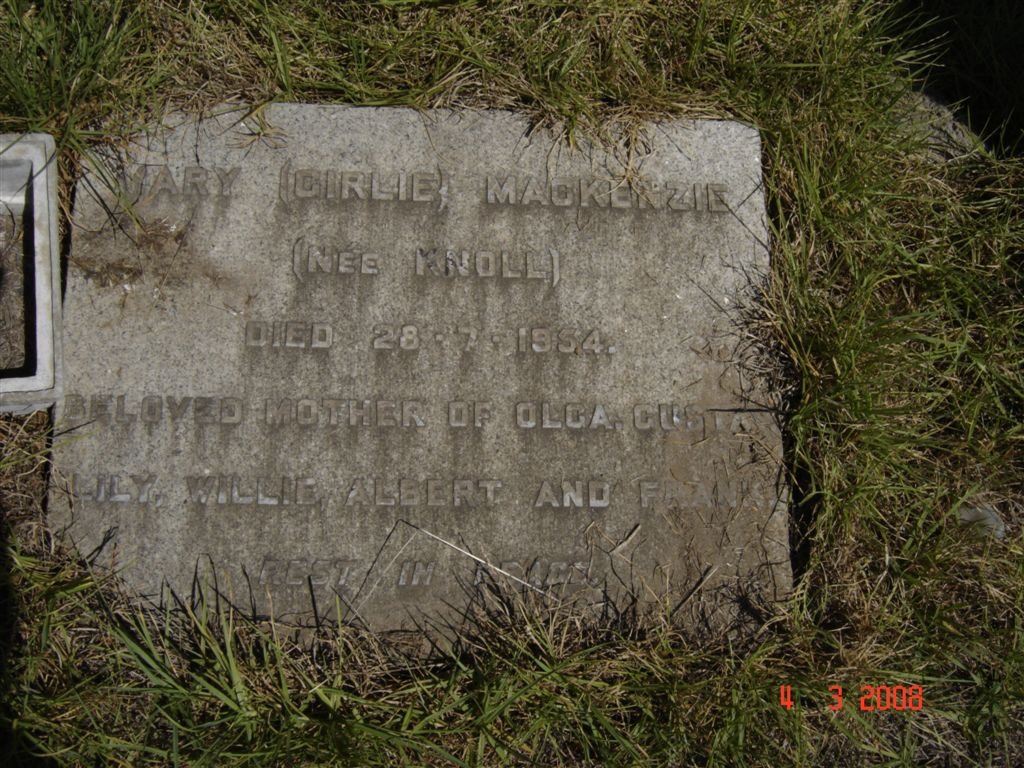 MARY (GIRLIE) MACKENZIE
(NEE KNOLL)
DIED 28-7-1954.
BELOVED MOTHER OF OLGA, GUSTA
LILY, WILLIE, ALBERT AND FRANK.
REST IN PEACE.
4 3 2008